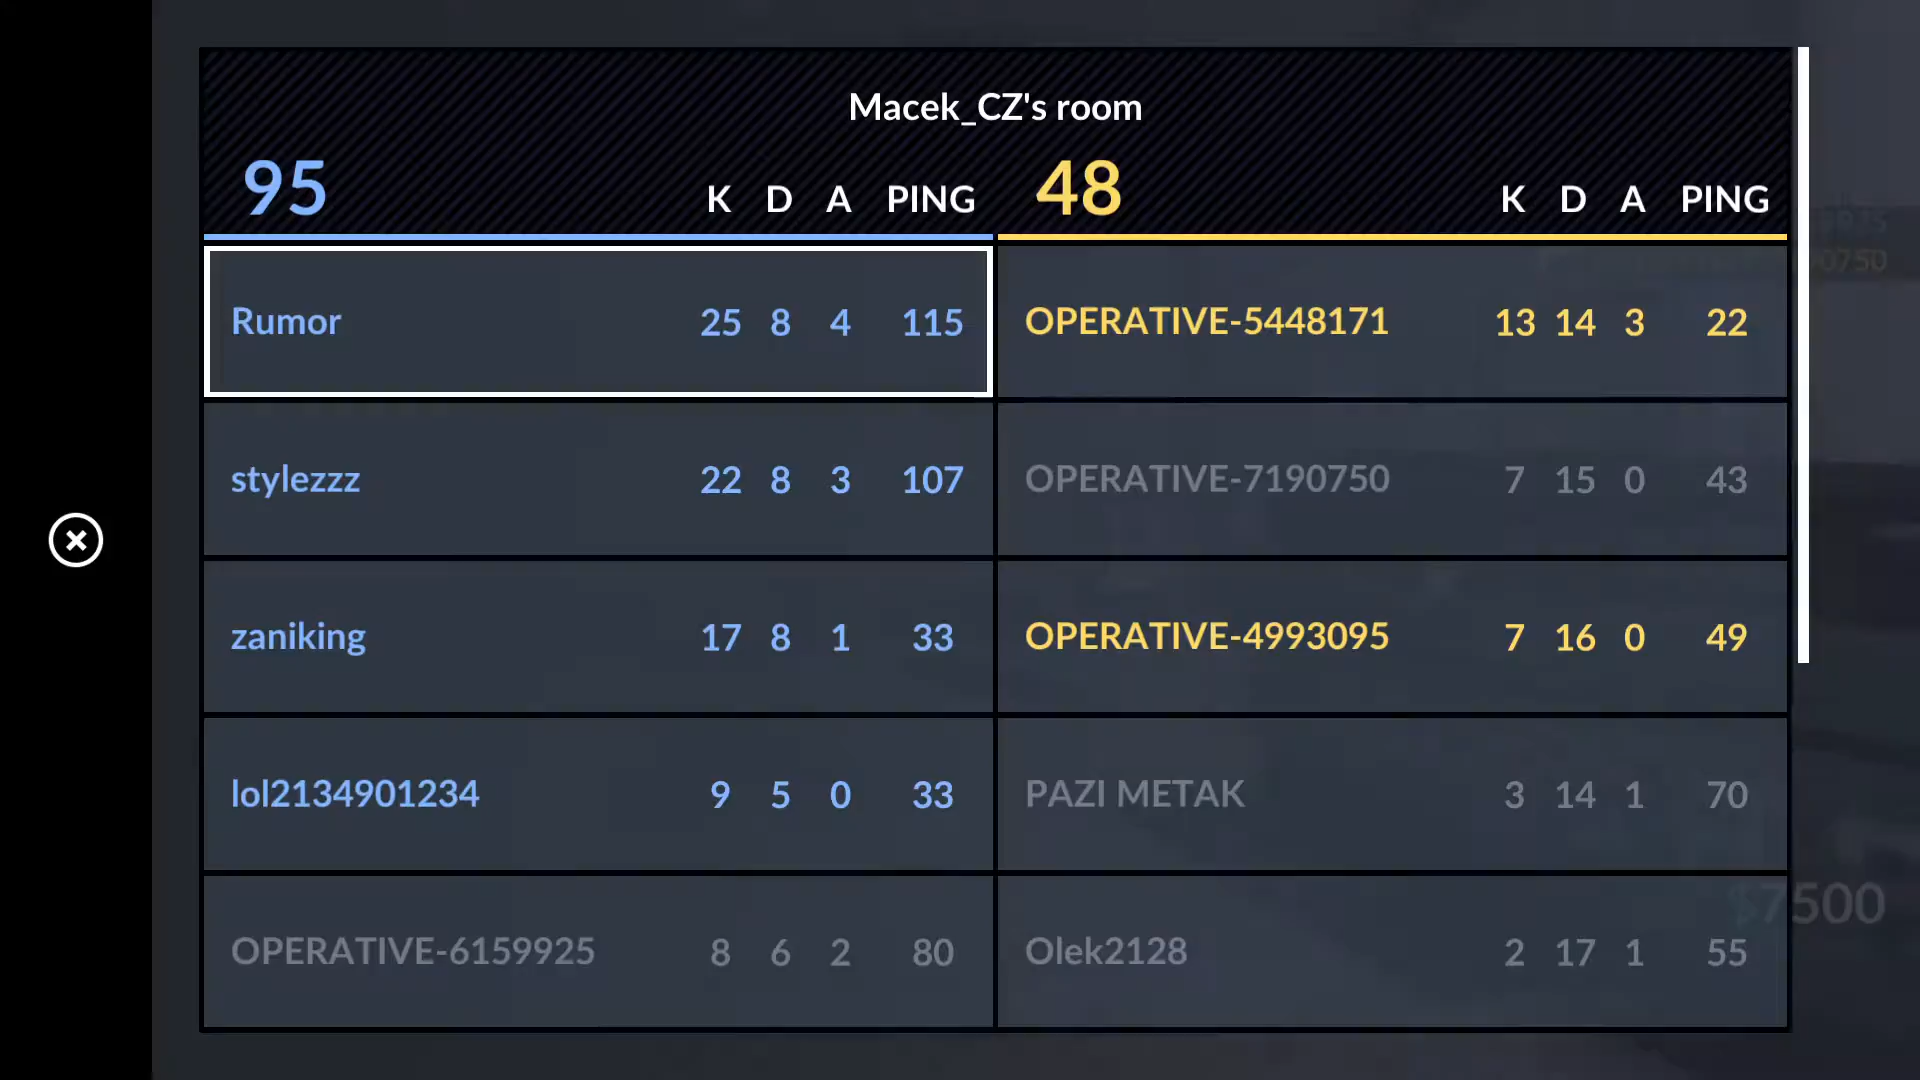 Macek_CZ's room
95 K D A PING 48 K D A PING
Rumor 25 8 4 115 OPERATIVE-5448171 13 14 3 22
stylezzz 22 8 3 107 OPERATIVE-7190750 7 15 0 43
zaniking 17 8 1 33 OPERATIVE-4993095 7 16 0 49
lol2134901234 9 5 0 33 PAZI METAK 3 14 1 70
$7500
OPERATIVE-6159925 8 6 2 80 Olek2128 2 17 1 55